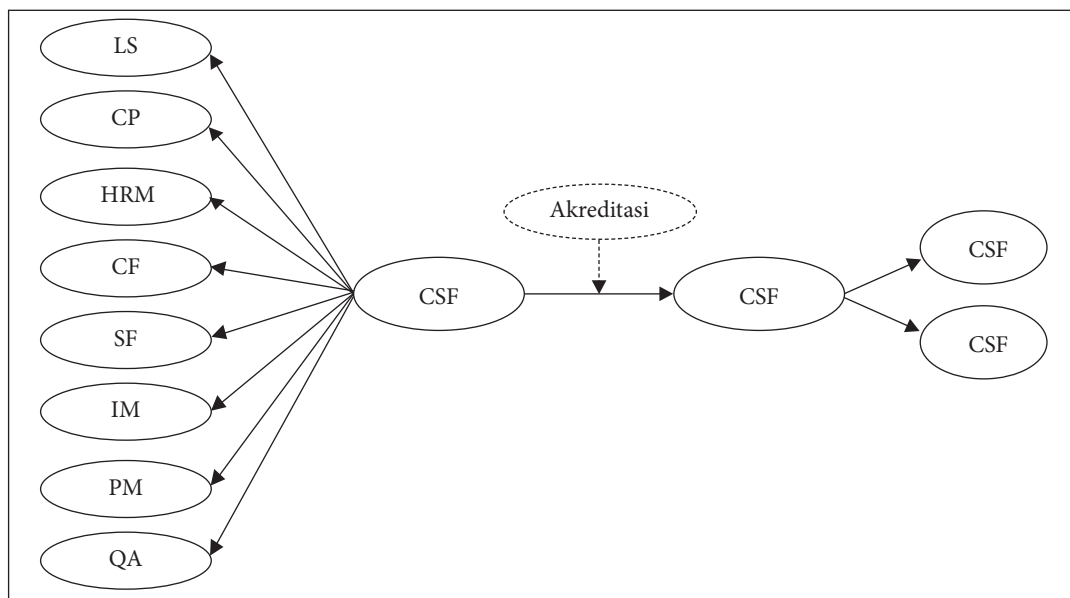 LS
CP
HRM
CF
SF
IM
PM
QA
CSF
Akreditasi
CSF
CSF
CSF